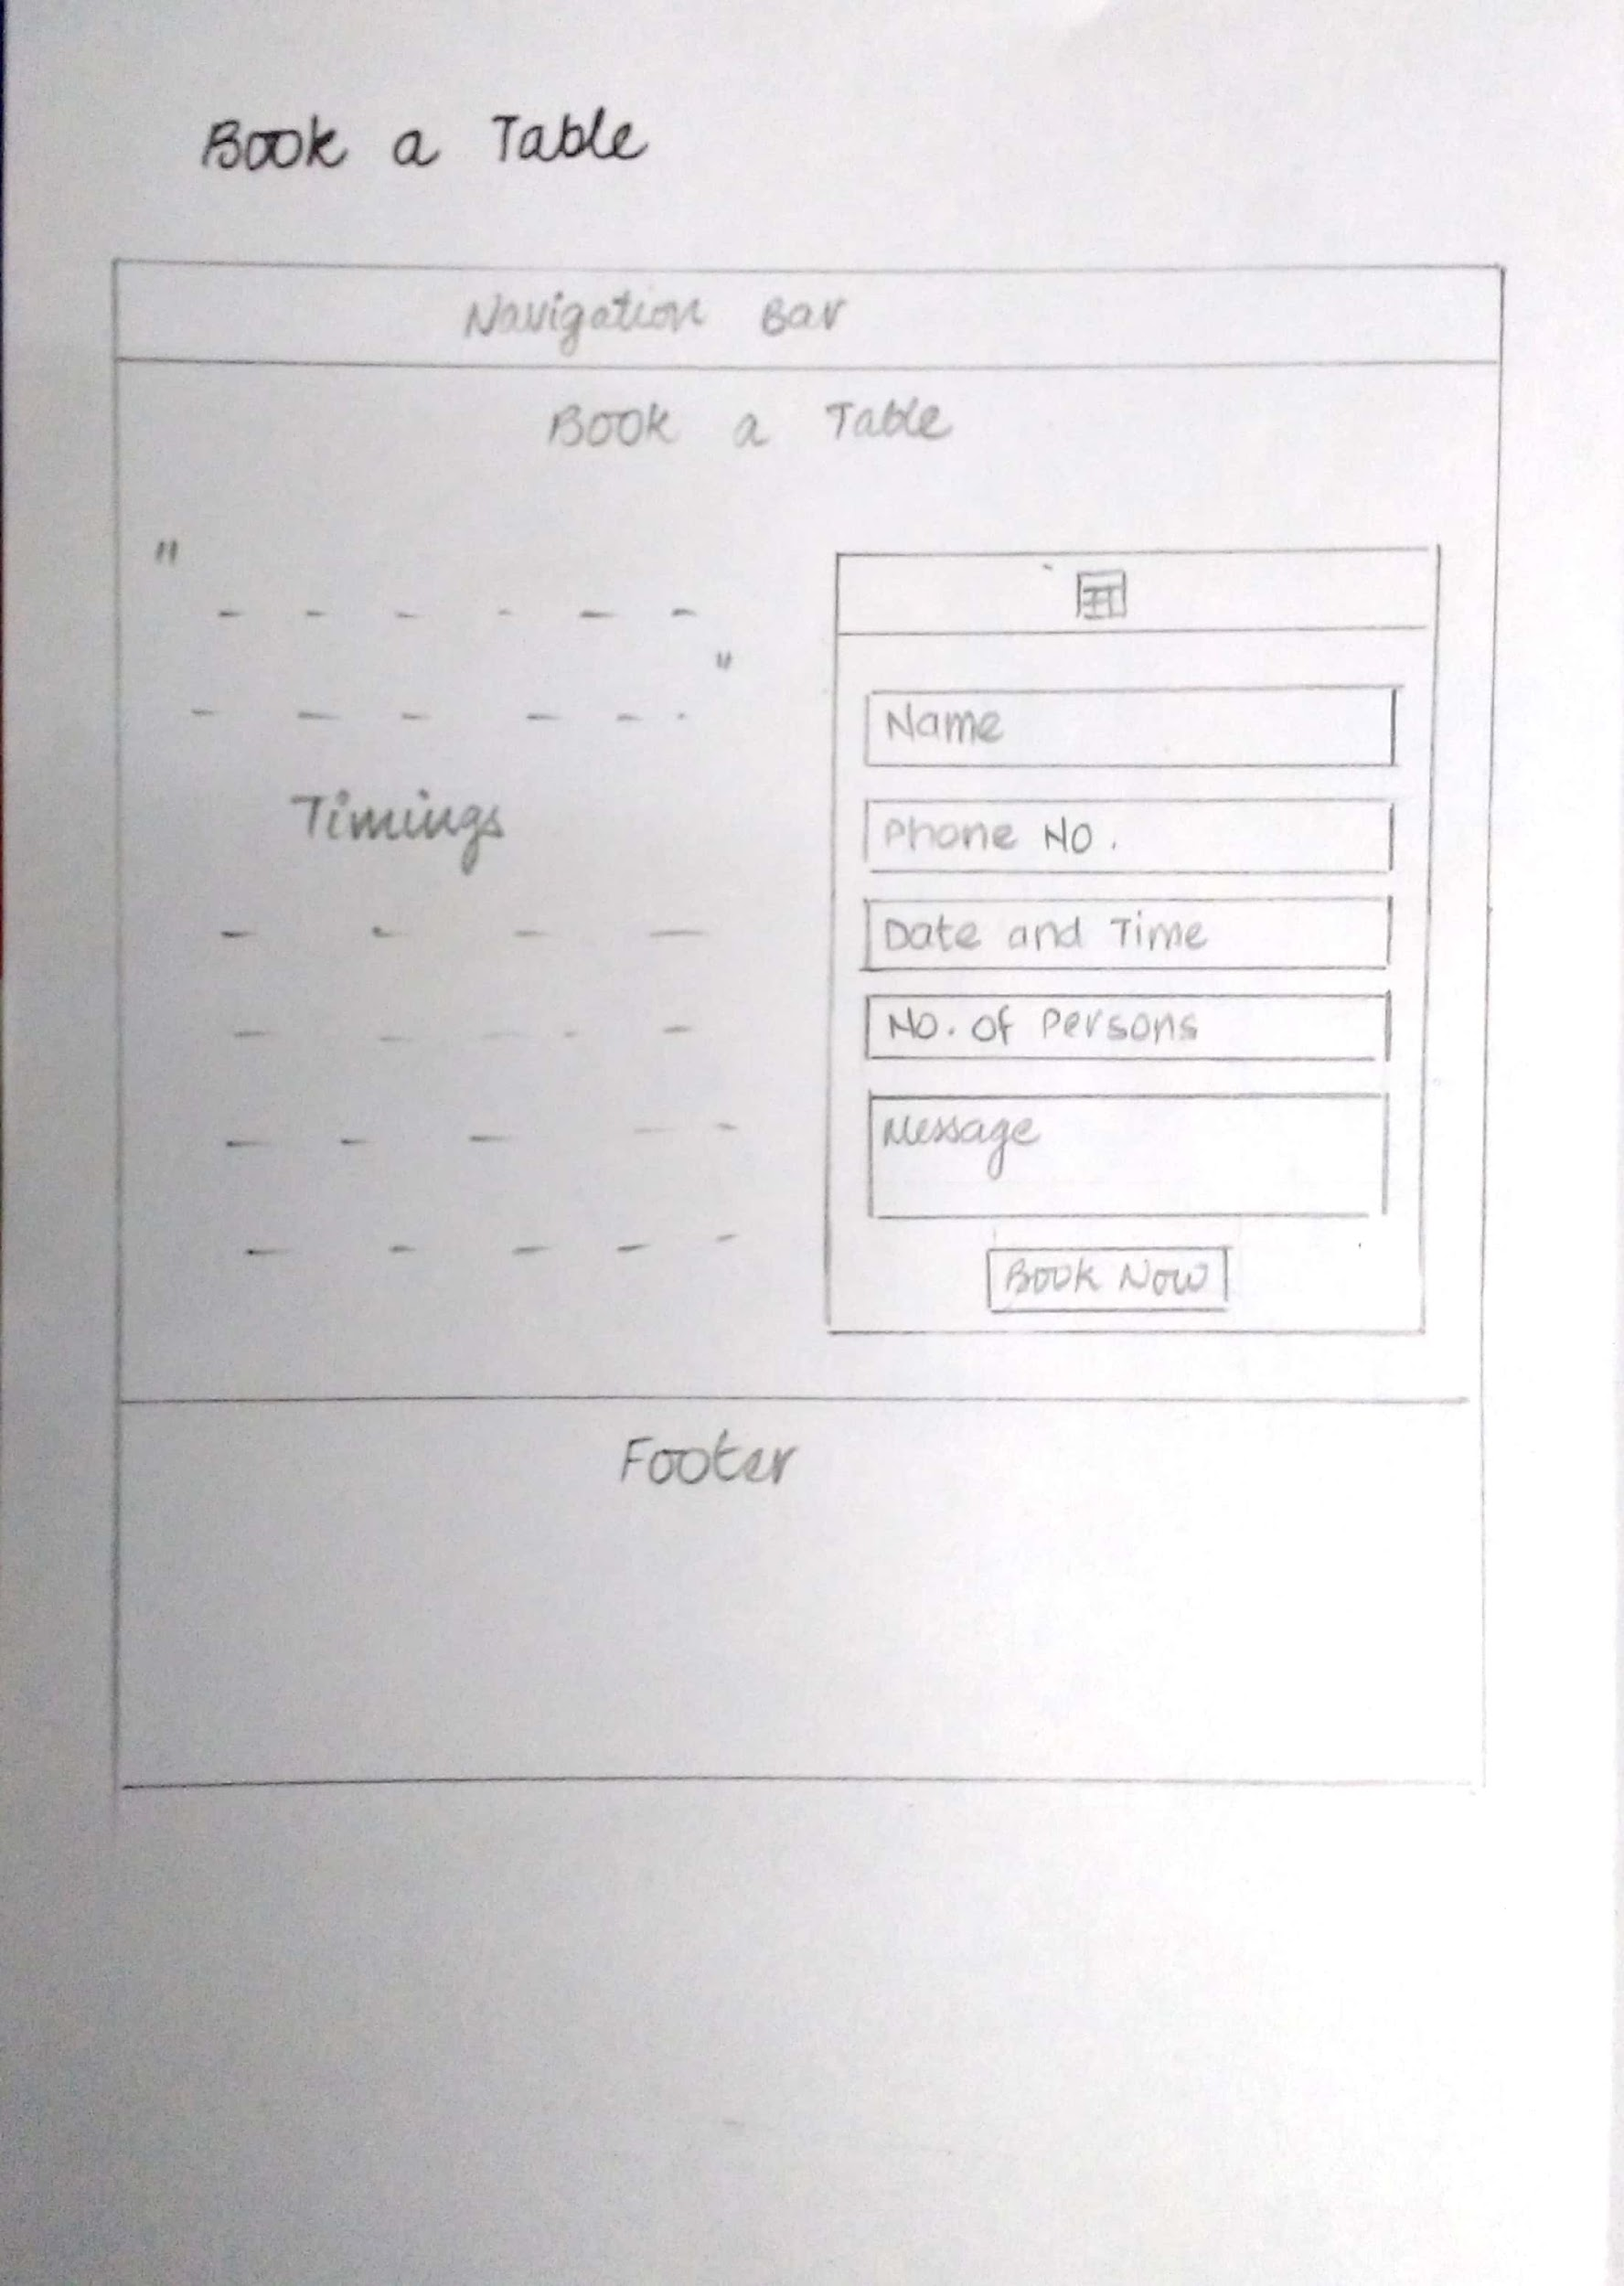 Book a Table
Navigation Bar
Book a Table
"
"
Timings
Name
Phone No.
Date and Time
No. of Persons
Message
Book Now
Footer